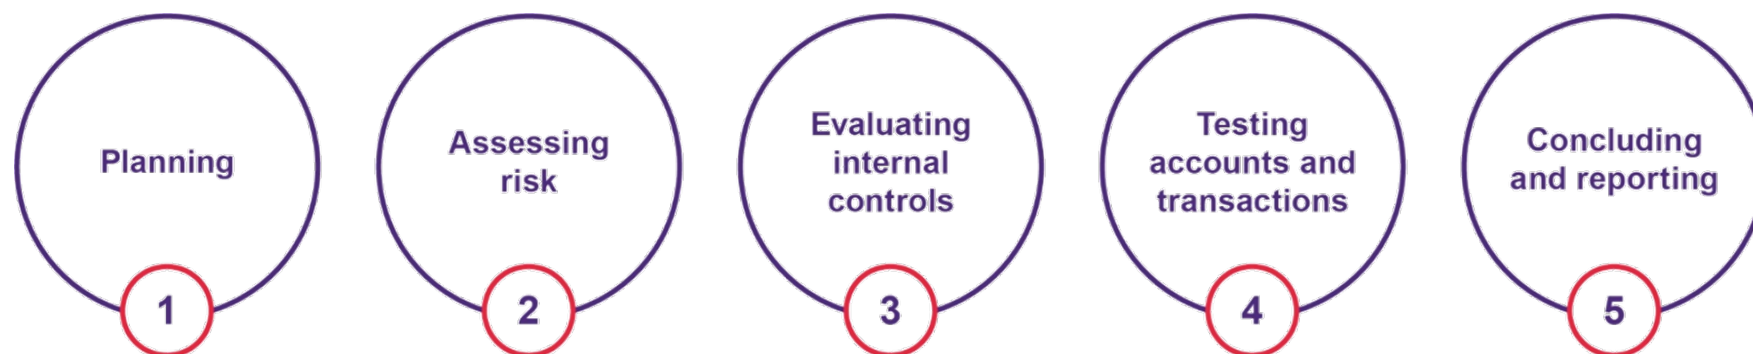 Planning
1
Assessing
risk
2
Evaluating
internal
controls
3
Testing
accounts and
transactions
4
Concluding
and reporting
5